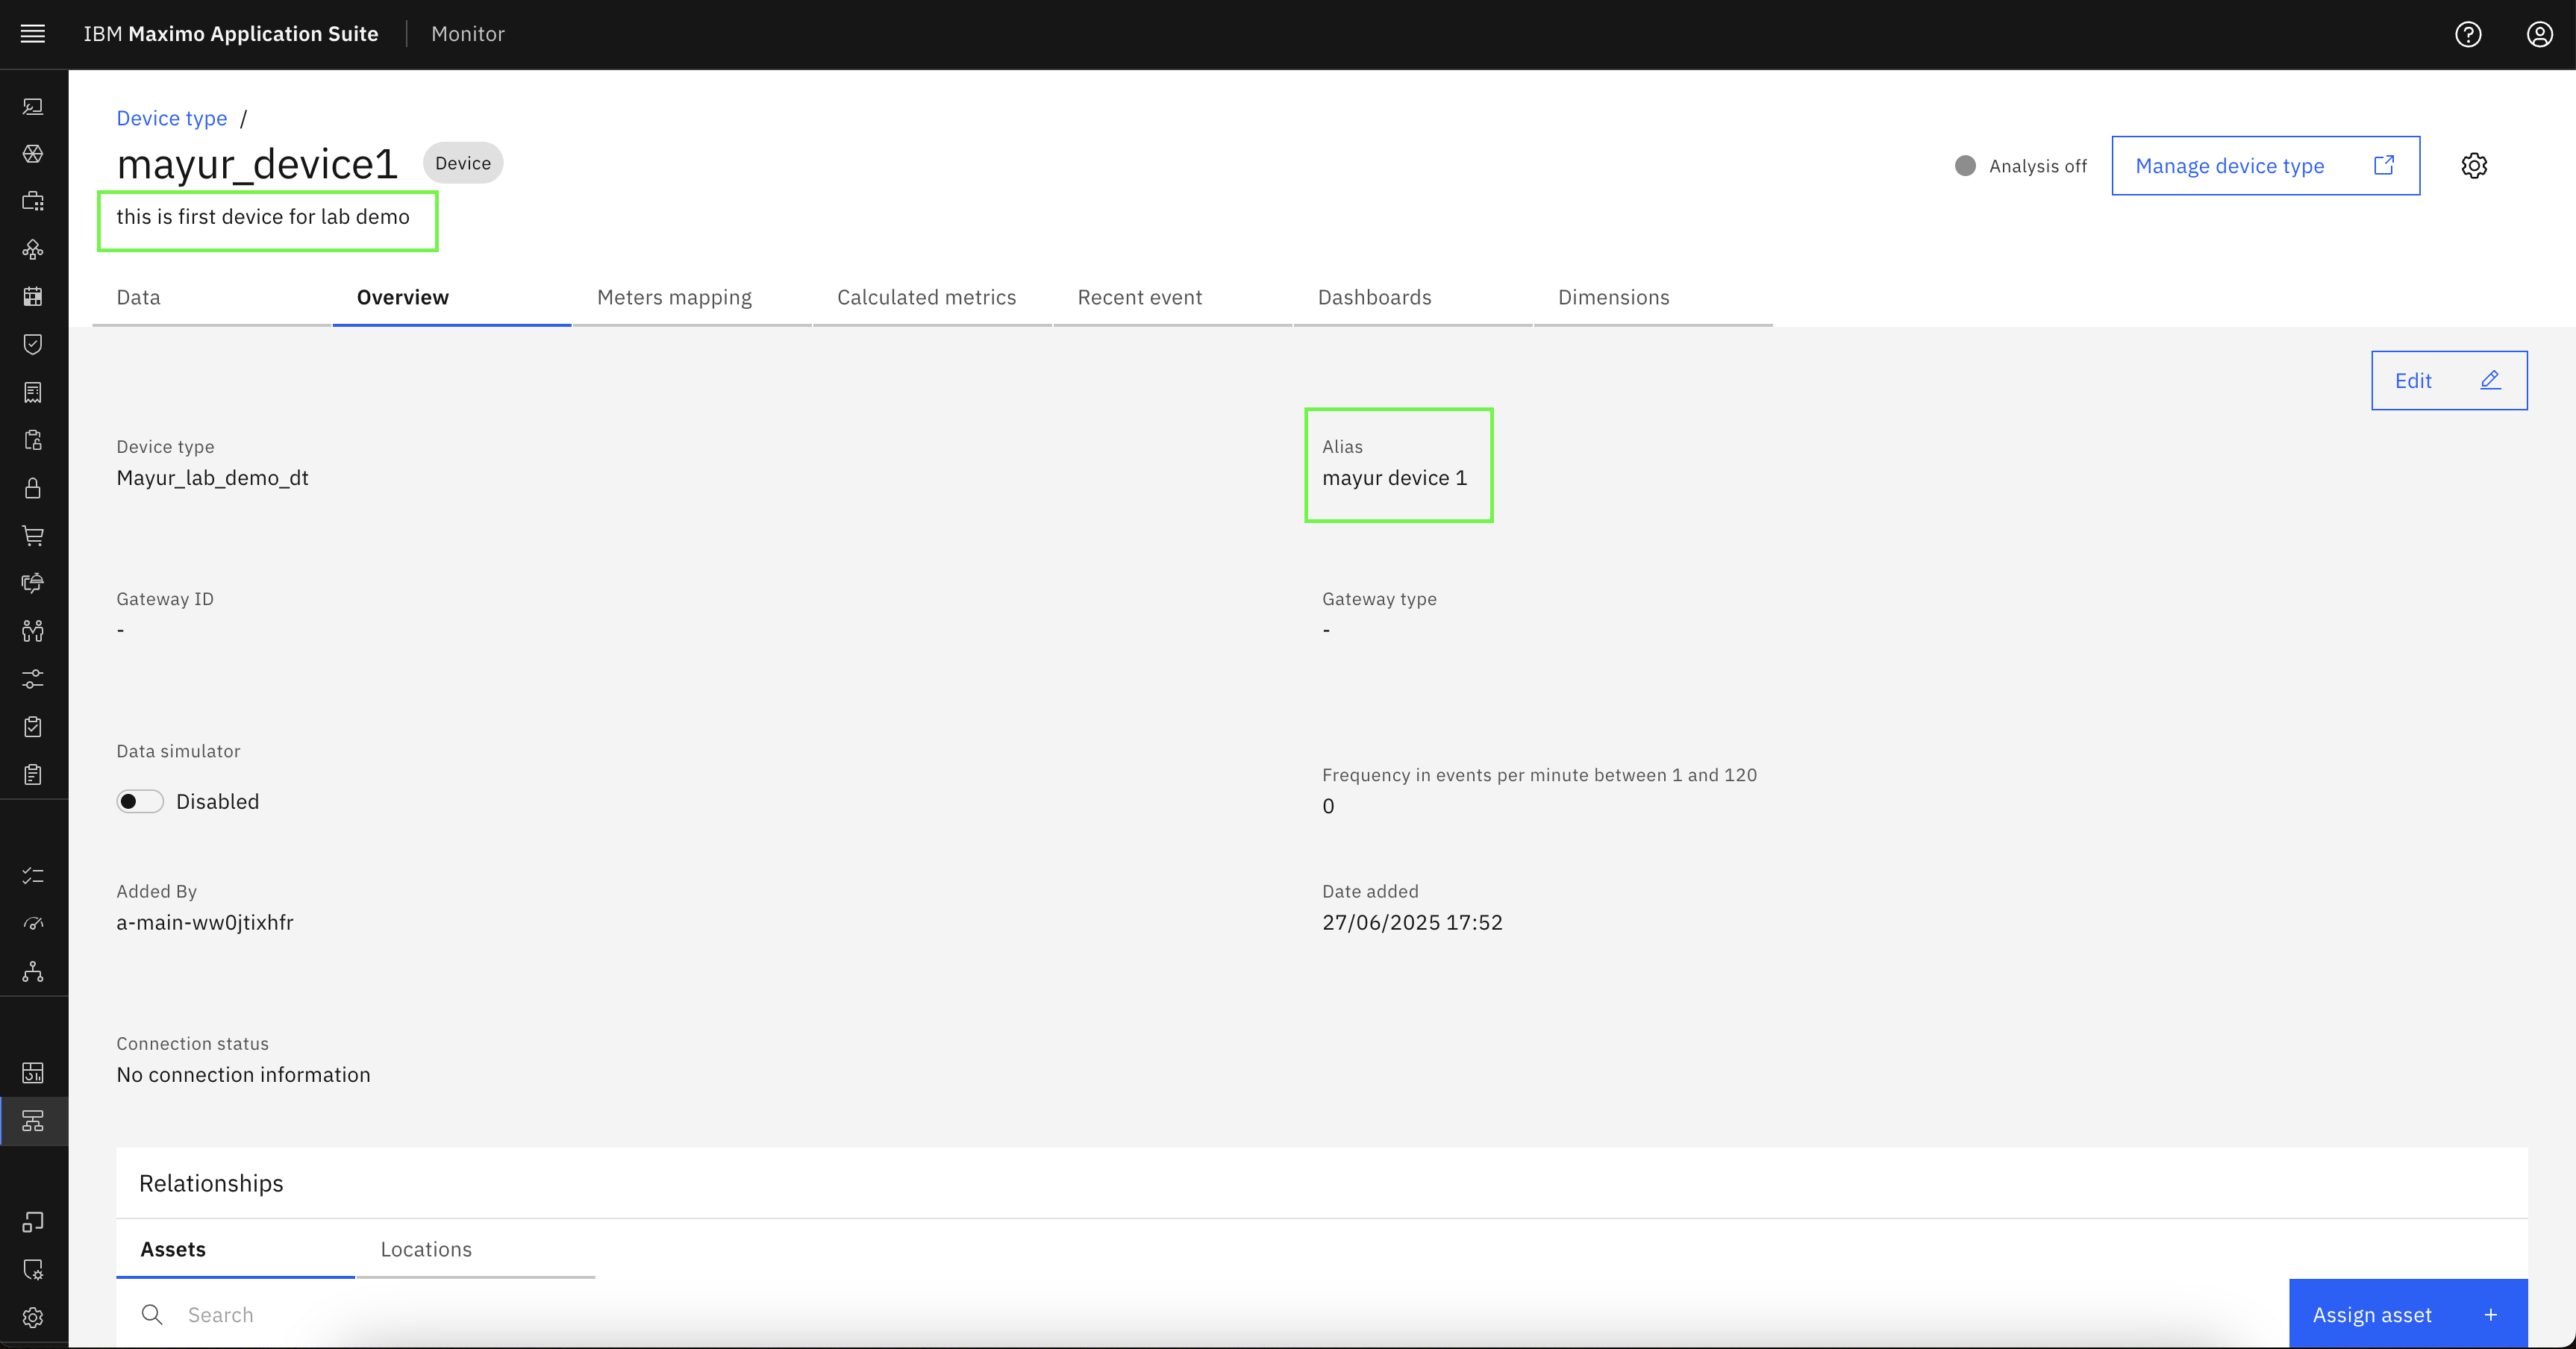 IBM Maximo Application Suite Monitor
Device type /
mayur_device1 Device
Analysis off Manage device type
this is first device for lab demo
Data Overview Meters mapping Calculated metrics Recent event Dashboards Dimensions
Edit
Device type
Mayur_lab_demo_dt
Alias
mayur device 1
Gateway ID
-
Gateway type
-
Data simulator
Disabled
Frequency in events per minute between 1 and 120
0
Added By
a-main-ww0jtixhfr
Date added
27/06/2025 17:52
Connection status
No connection information
Relationships
Assets Locations
Search
Assign asset +